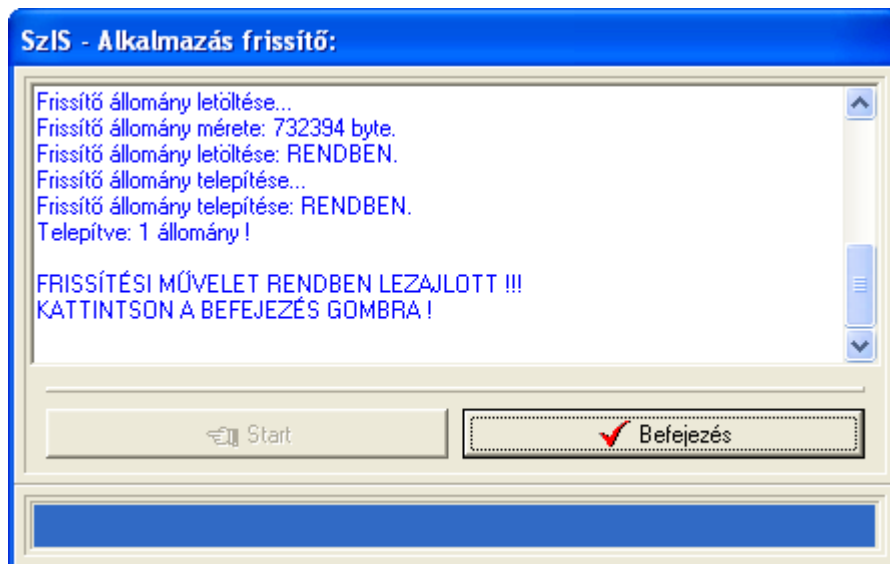 SzIS - Alkalmazás frissítő:
Frissítő állomány letöltése...
Frissítő állomány mérete: 732394 byte.
Frissítő állomány letöltése: RENDBEN.
Frissítő állomány telepítése...
Frissítő állomány telepítése: RENDBEN.
Telepítve: 1 állomány !
FRISSÍTÉSI MŰVELET RENDBEN LEZAJLOTT !!!
KATTINTSON A BEFEJEZÉS GOMBRA !
Start
Befejezés